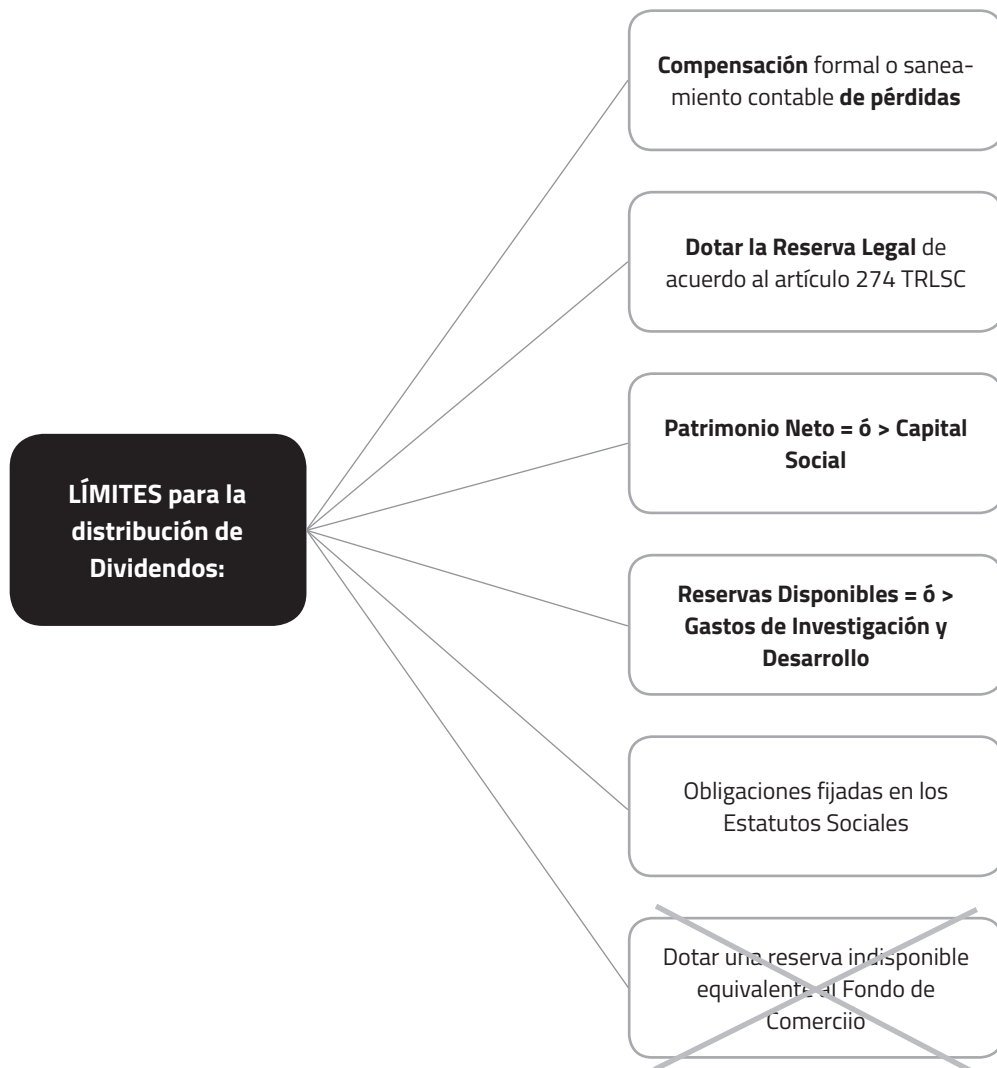 Compensación formal o sanea-
miento contable de pérdidas
Dotar la Reserva Legal de
acuerdo al artículo 274 TRLSC
Patrimonio Neto = ó > Capital
Social
LÍMITES para la
distribución de
Dividendos:
Reservas Disponibles = ó >
Gastos de Investigación y
Desarrollo
Obligaciones fijadas en los
Estatutos Sociales
Dotar una reserva indisponible
equivalente al Fondo de
Comerciio